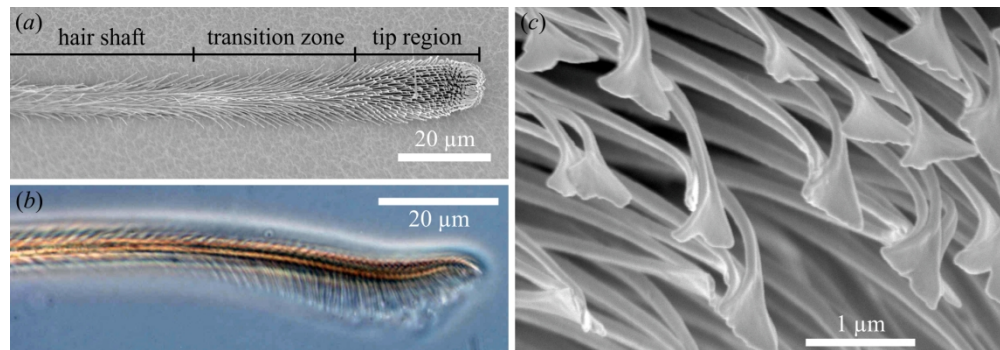 (a)
hair shaft
transition zone
tip region
20 µm
(b)
20 µm
(c)
1 µm